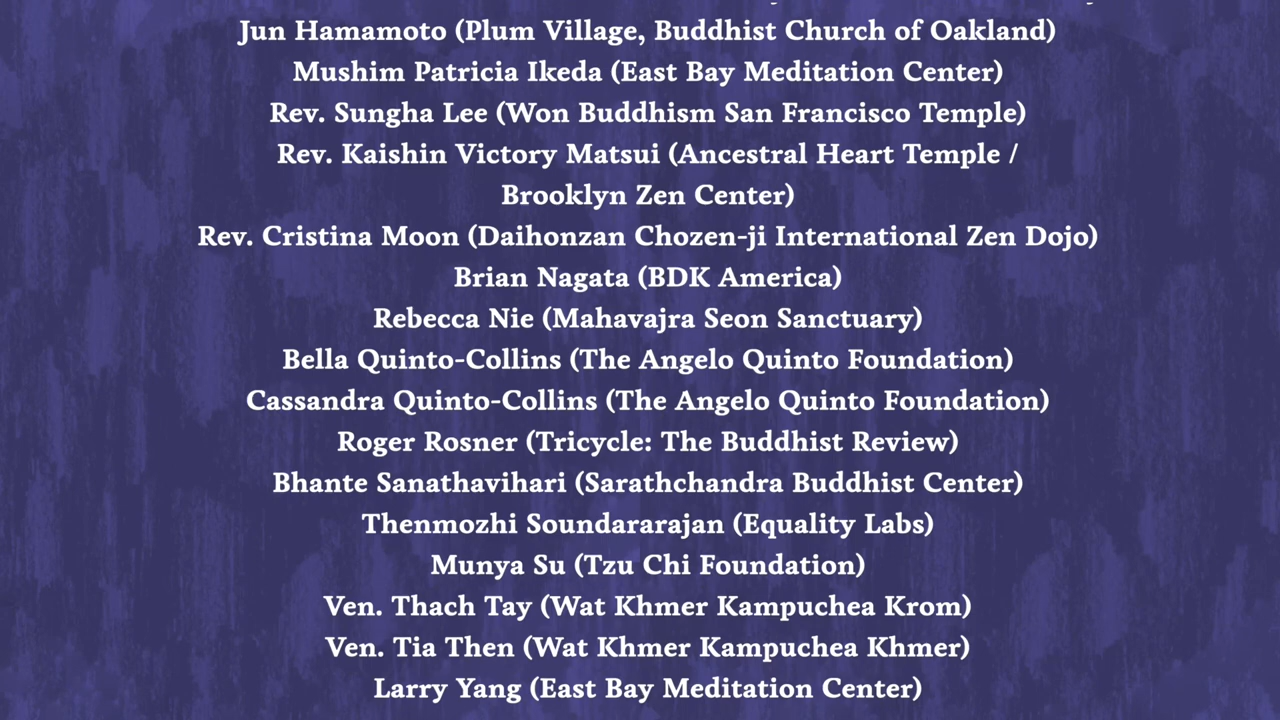 Jun Hamamoto (Plum Village, Buddhist Church of Oakland)
Mushim Patricia Ikeda (East Bay Meditation Center)
Rev. Sungha Lee (Won Buddhism San Francisco Temple)
Rev. Kaishin Victory Matsui (Ancestral Heart Temple /
Brooklyn Zen Center)
Rev. Cristina Moon (Daihonzan Chozen-ji International Zen Dojo)
Brian Nagata (BDK America)
Rebecca Nie (Mahavajra Seon Sanctuary)
Bella Quinto-Collins (The Angelo Quinto Foundation)
Cassandra Quinto-Collins (The Angelo Quinto Foundation)
Roger Rosner (Tricycle: The Buddhist Review)
Bhante Sanathavihari (Sarathchandra Buddhist Center)
Thenmozhi Soundararajan (Equality Labs)
Munya Su (Tzu Chi Foundation)
Ven. Thach Tay (Wat Khmer Kampuchea Krom)
Ven. Tia Then (Wat Khmer Kampuchea Khmer)
Larry Yang (East Bay Meditation Center)